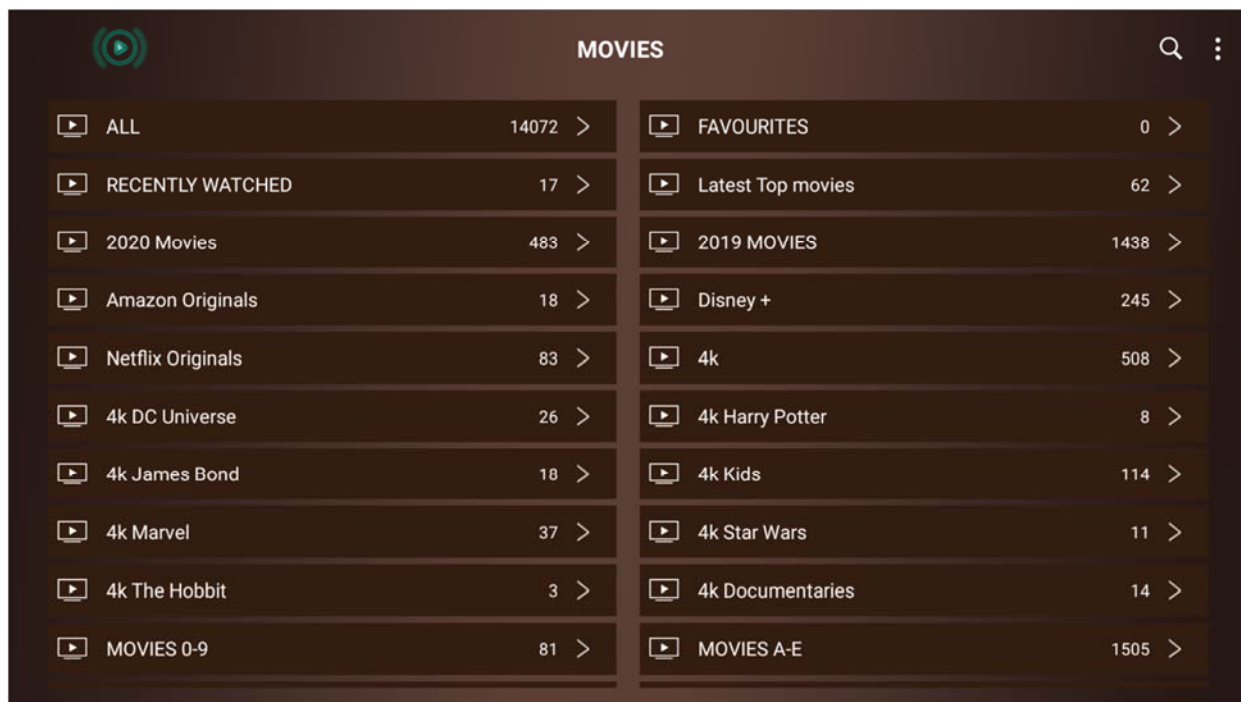 MOVIES
ALL 14072 FAVOURITES 0
RECENTLY WATCHED 17 Latest Top movies 62
2020 Movies 483 2019 MOVIES 1438
Amazon Originals 18 Disney + 245
Netflix Originals 83 4k 508
4k DC Universe 26 4k Harry Potter 8
4k James Bond 18 4k Kids 114
4k Marvel 37 4k Star Wars 11
4k The Hobbit 3 4k Documentaries 14
MOVIES 0-9 81 MOVIES A-E 1505